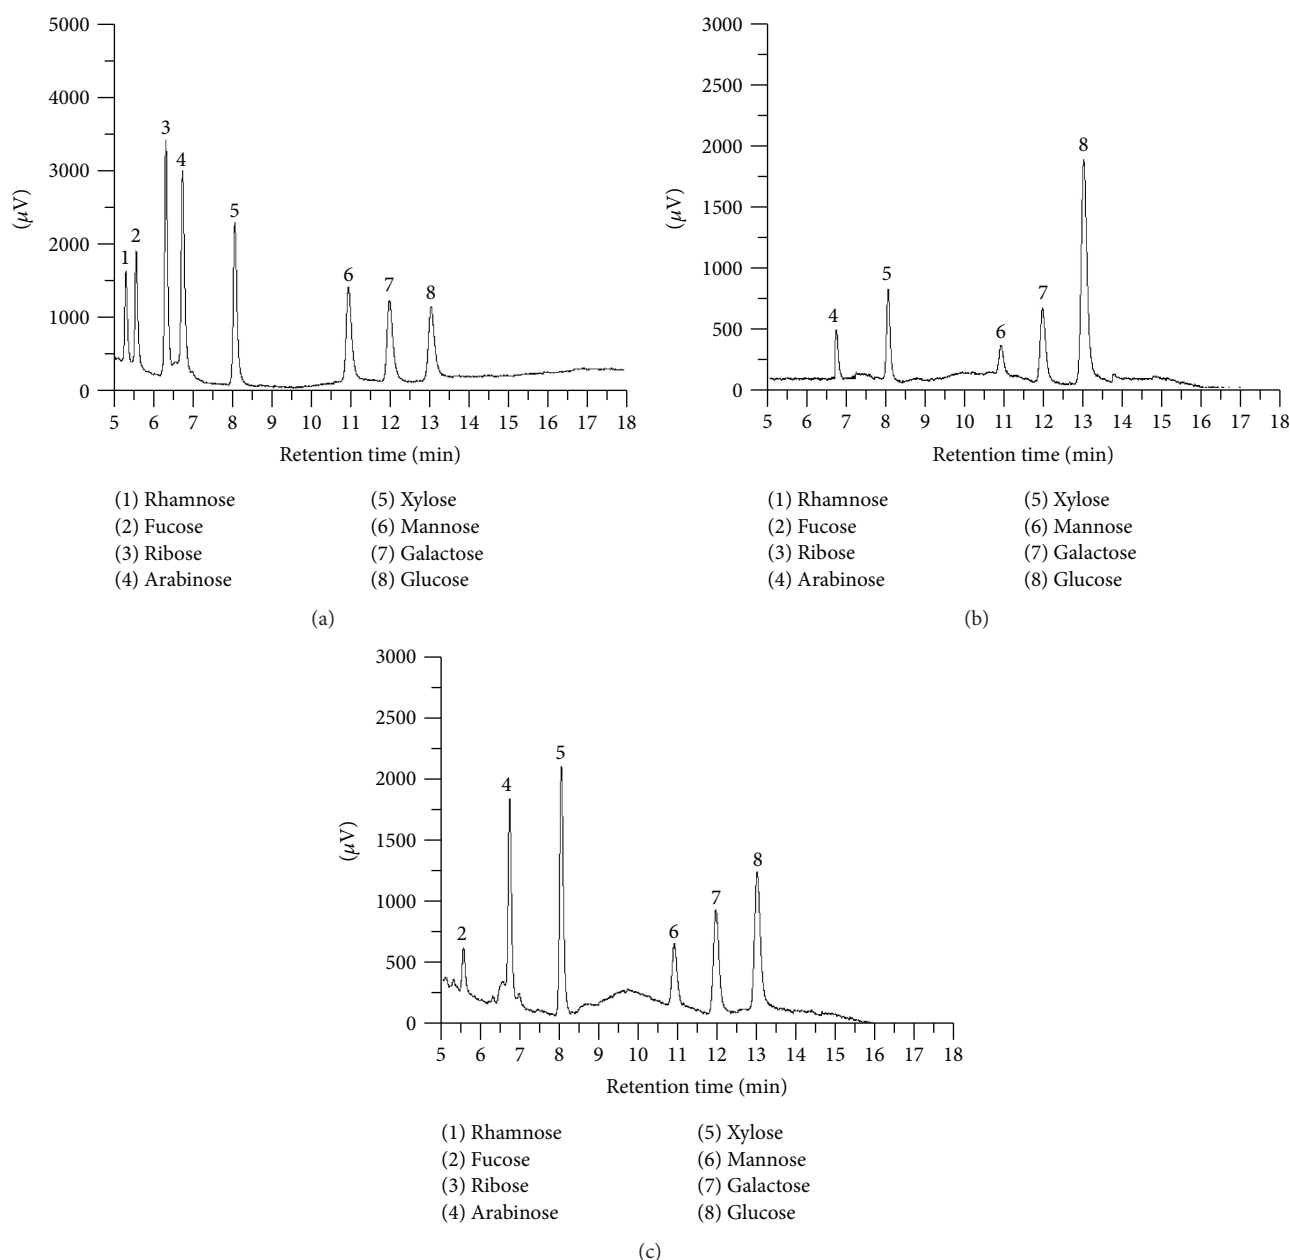 5000
4000
3000
2000
1000
0
(μV)
1
2
3
4
5
6
7
8
5 6 7 8 9 10 11 12 13 14 15 16 17 18
Retention time (min)
(1) Rhamnose (5) Xylose
(2) Fucose (6) Mannose
(3) Ribose (7) Galactose
(4) Arabinose (8) Glucose
(a)
3000
2500
2000
1500
1000
500
0
(μV)
4
5
6
7
8
5 6 7 8 9 10 11 12 13 14 15 16 17 18
Retention time (min)
(1) Rhamnose (5) Xylose
(2) Fucose (6) Mannose
(3) Ribose (7) Galactose
(4) Arabinose (8) Glucose
(b)
3000
2500
2000
1500
1000
500
0
(μV)
2
4
5
6
7
8
5 6 7 8 9 10 11 12 13 14 15 16 17 18
Retention time (min)
(1) Rhamnose (5) Xylose
(2) Fucose (6) Mannose
(3) Ribose (7) Galactose
(4) Arabinose (8) Glucose
(c)